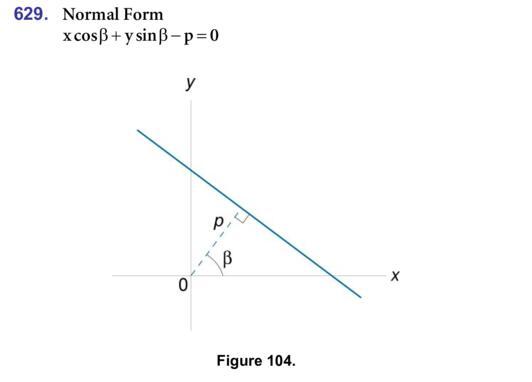 629. Normal Form
x cosβ + y sinβ − p = 0
y
p
β
0
x
Figure 104.